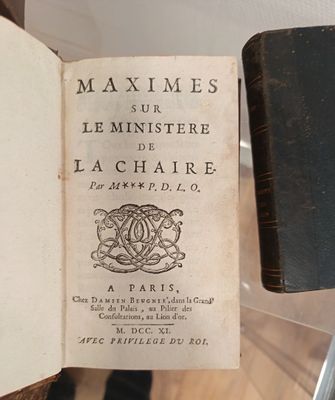 MAXIMES
SUR
LE MINISTERE
DE
LA CHAIRE.
Par M*** P. D. L. O.
A PARIS,
Chez DAMIEN BEUGNIE', dans la Grand'
Salle du Palais, au Pilier des
Consultations, au Lion d'or.
M. DCC. XI.
AVEC PRIVILEGE DU ROI.